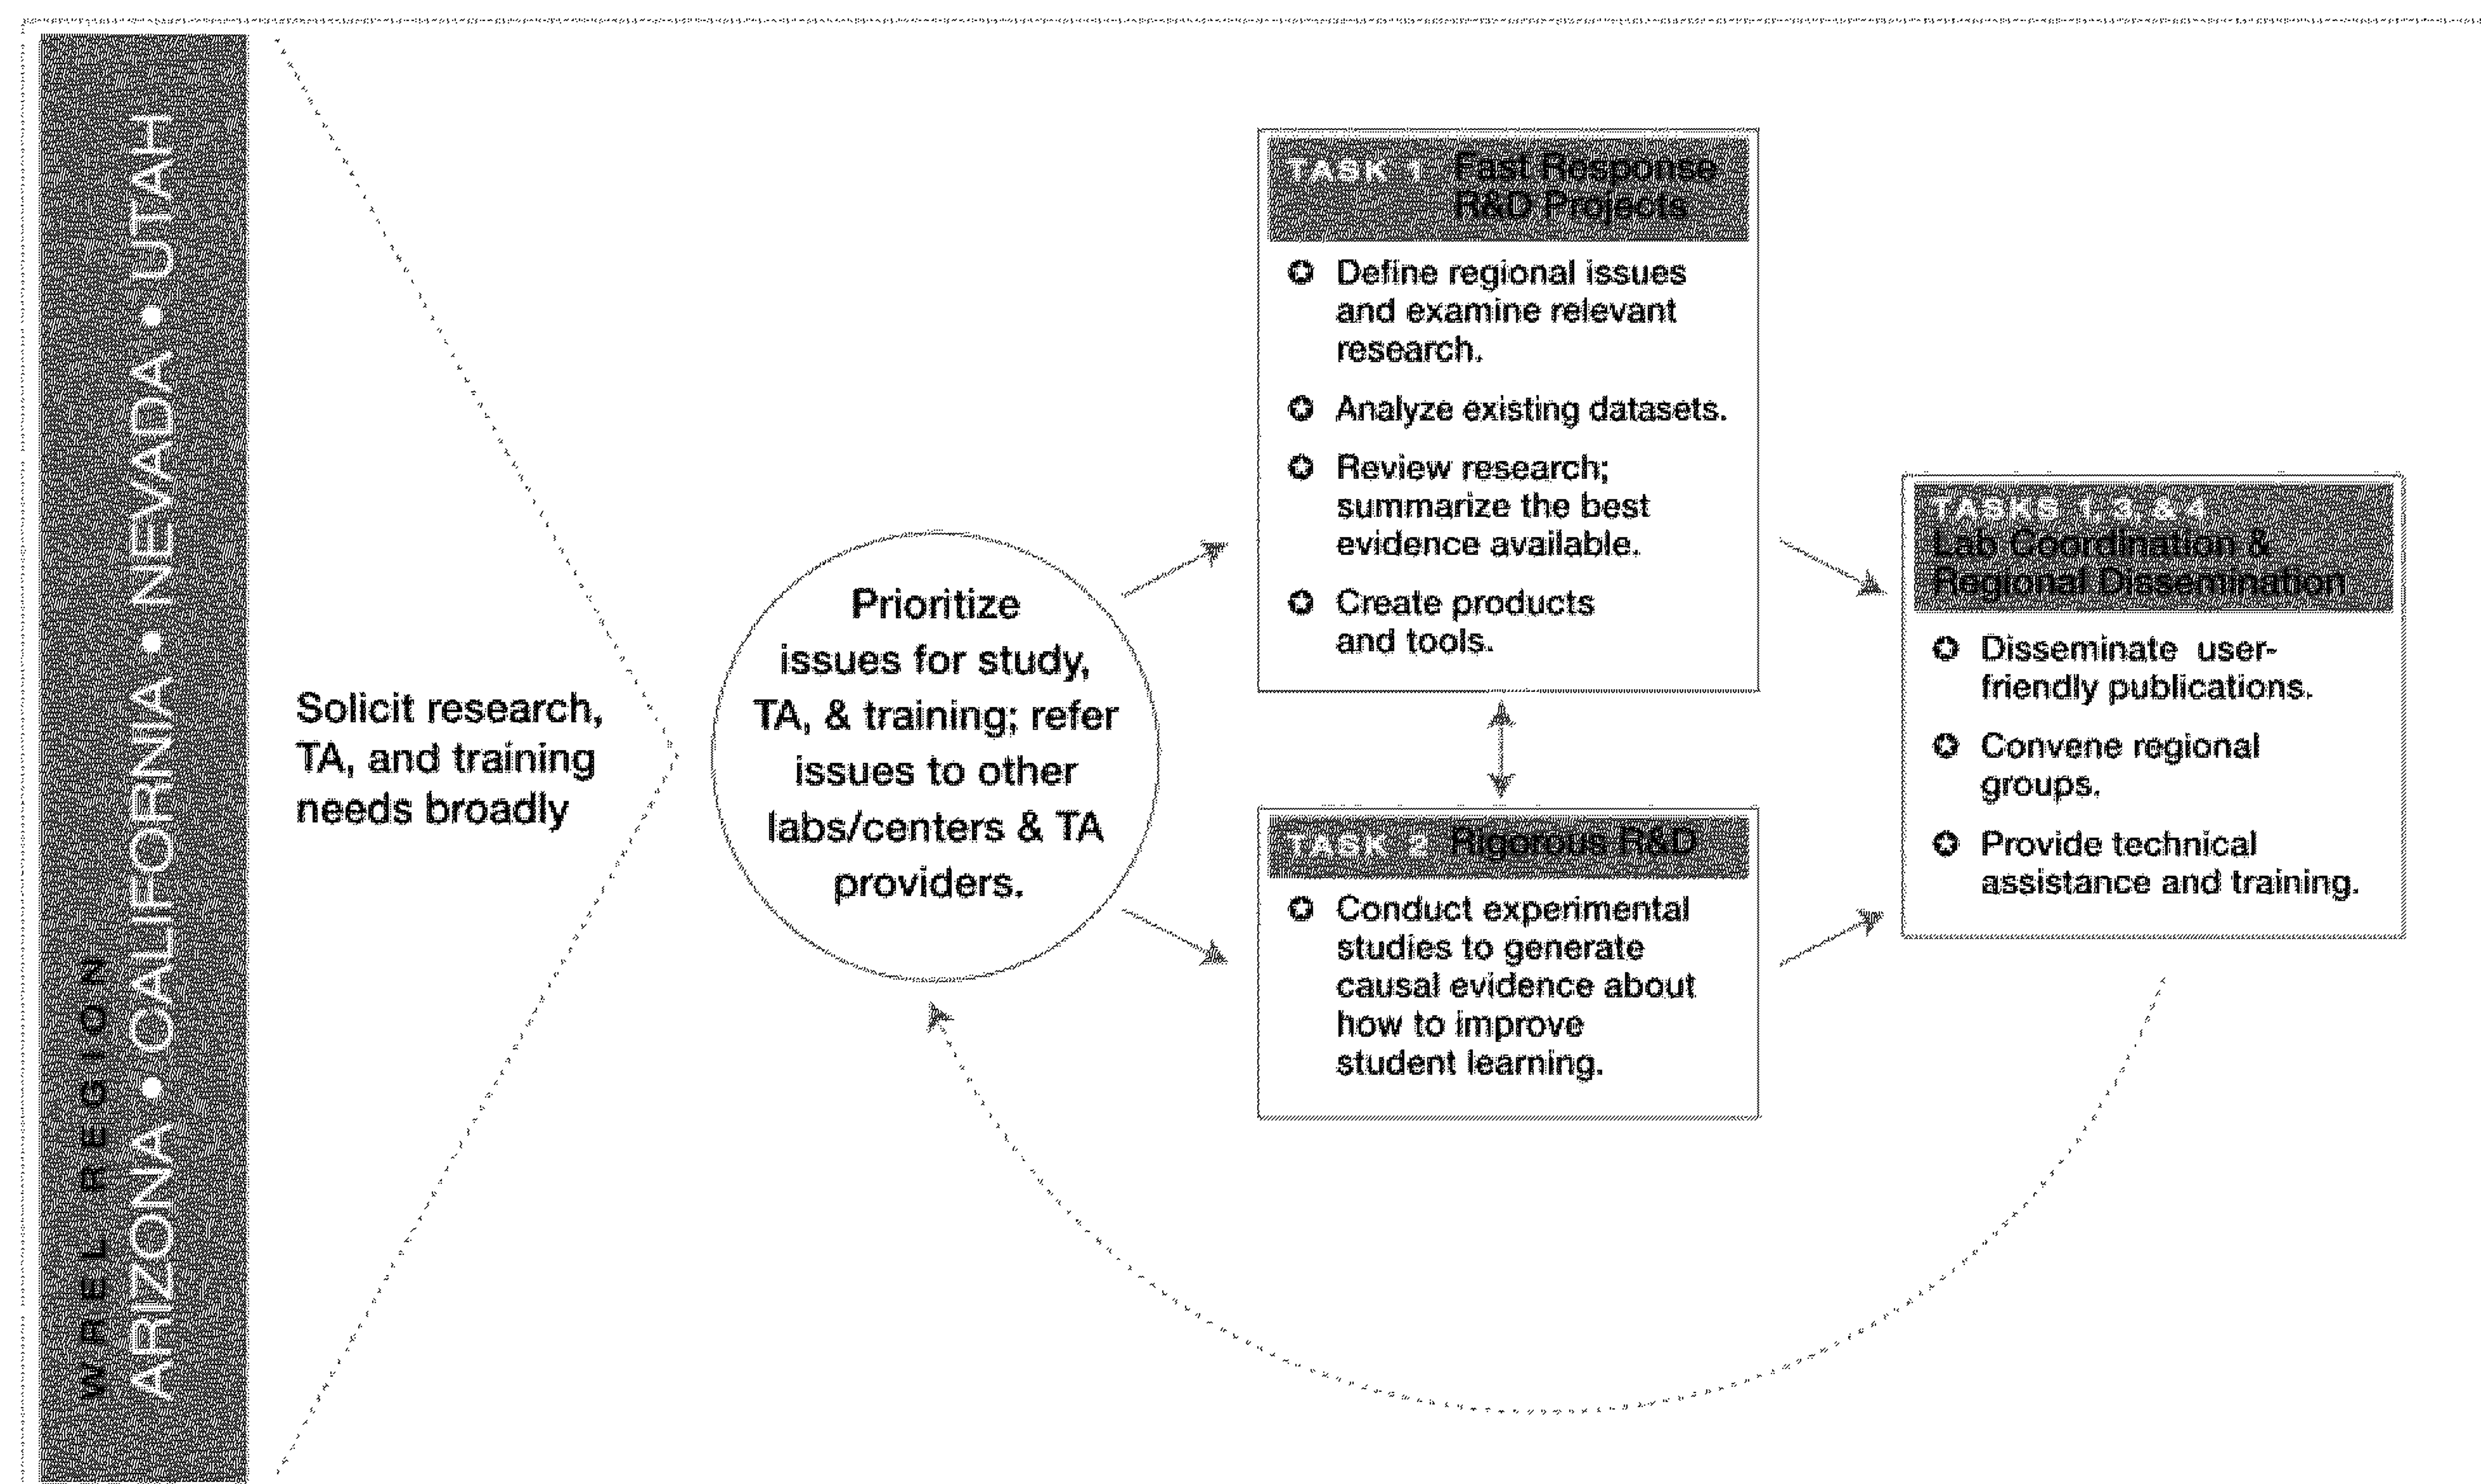 WREL REGION
ARIZONA • CALIFORNIA • NEVADA • UTAH
Solicit research,
TA, and training
needs broadly
Prioritize
issues for study,
TA, & training; refer
issues to other
labs/centers & TA
providers.
TASK 1 Fast Response
R&D Projects
✪ Define regional issues
and examine relevant
research.
✪ Analyze existing datasets.
✪ Review research;
summarize the best
evidence available.
✪ Create products
and tools.
TASK 2 Rigorous R&D
✪ Conduct experimental
studies to generate
causal evidence about
how to improve
student learning.
TASKS 1, 3, & 4
Lab Coordination &
Regional Dissemination
✪ Disseminate user-
friendly publications.
✪ Convene regional
groups.
✪ Provide technical
assistance and training.